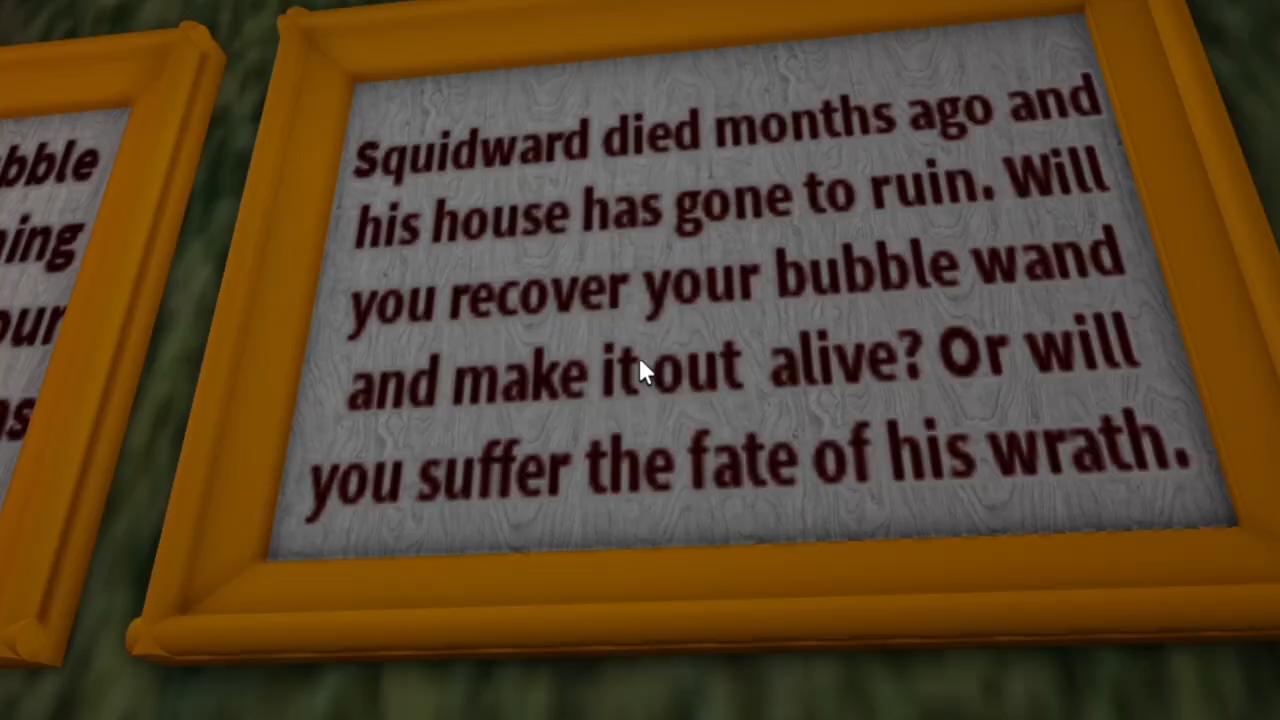 Squidward died months ago and
his house has gone to ruin. Will
you recover your bubble wand
and make it out alive? Or will
you suffer the fate of his wrath.